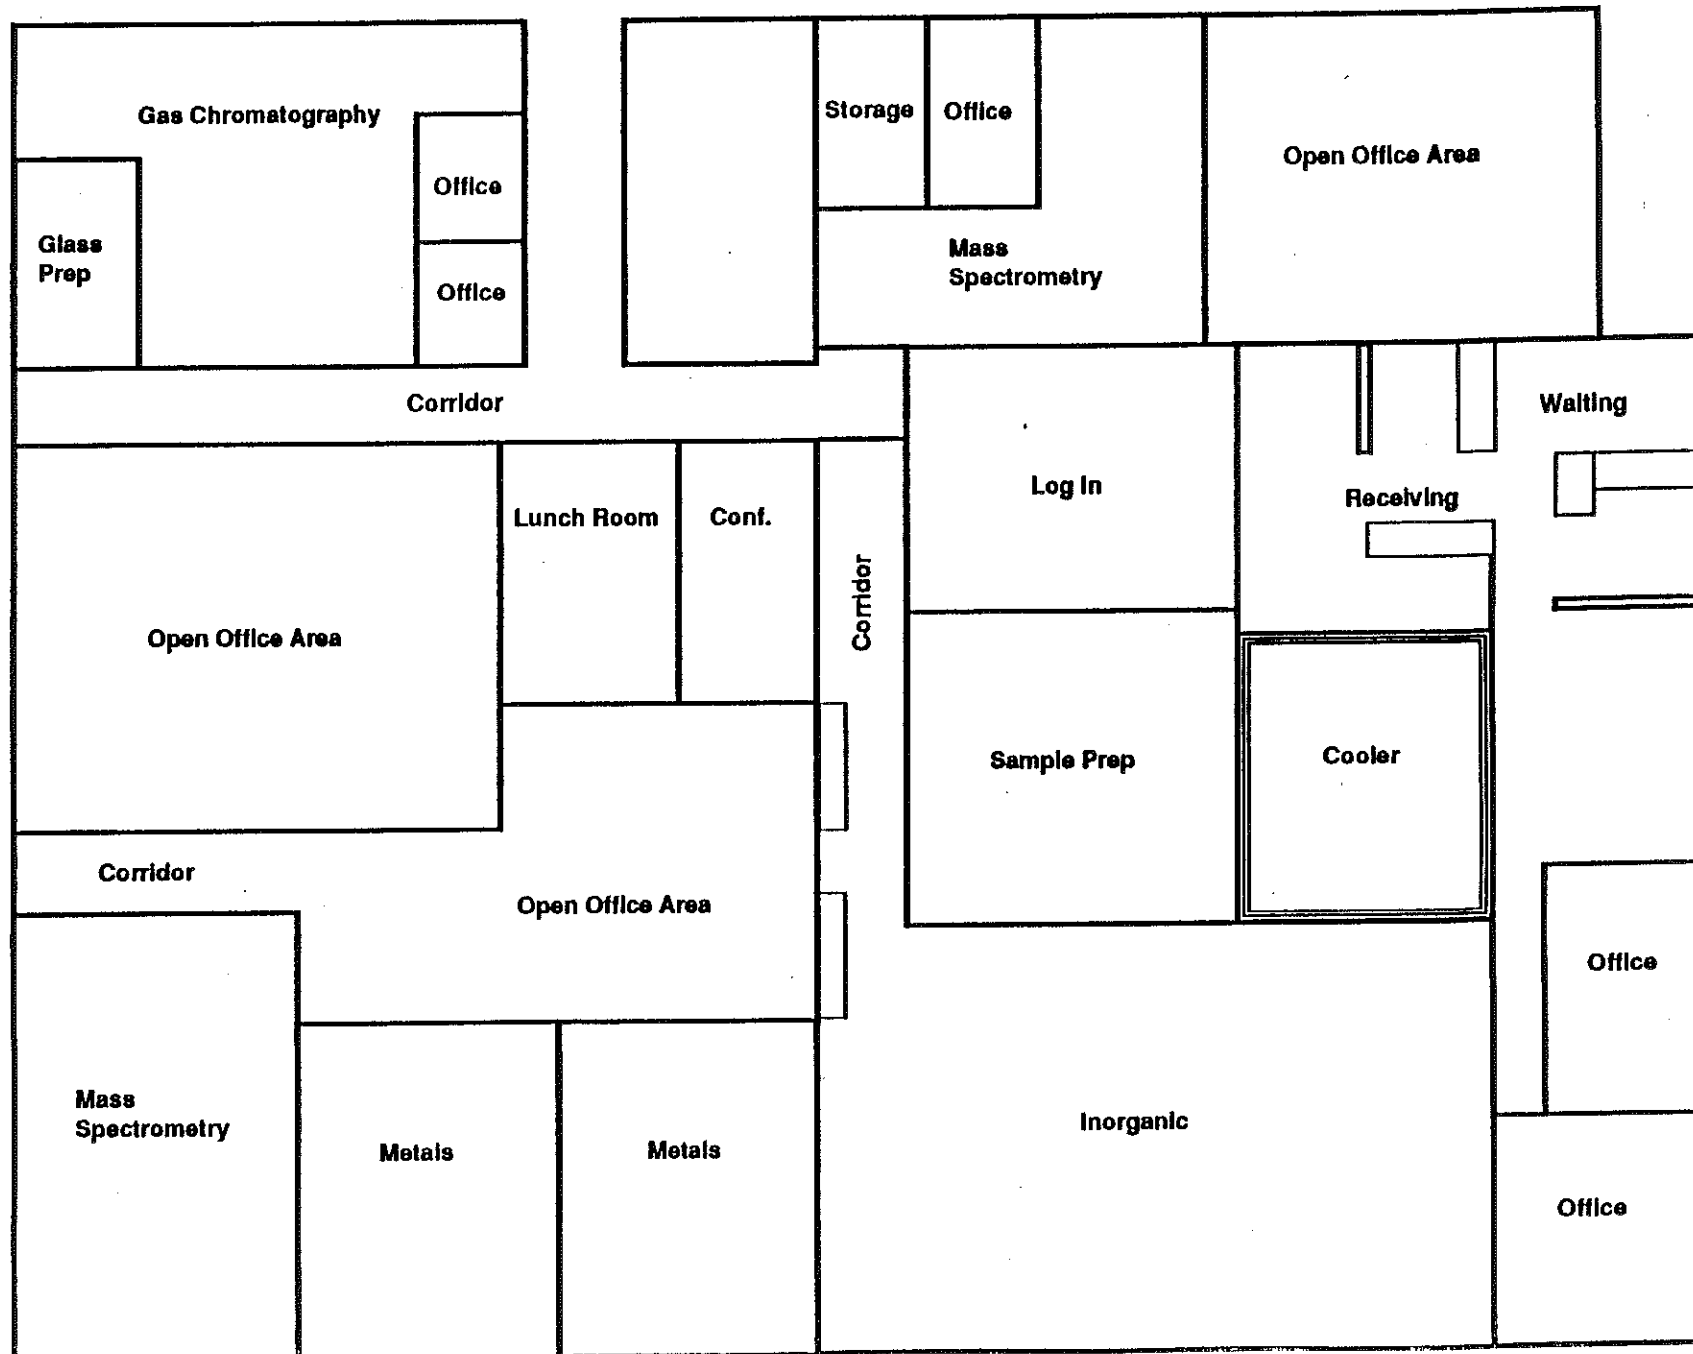 Gas Chromatography
Storage
Office
Open Office Area
Office
Glass
Prep
Office
Mass
Spectrometry
Corridor
Waiting
Log In
Receiving
Lunch Room
Conf.
Corridor
Open Office Area
Sample Prep
Cooler
Corridor
Open Office Area
Office
Mass
Spectrometry
Metals
Metals
Inorganic
Office